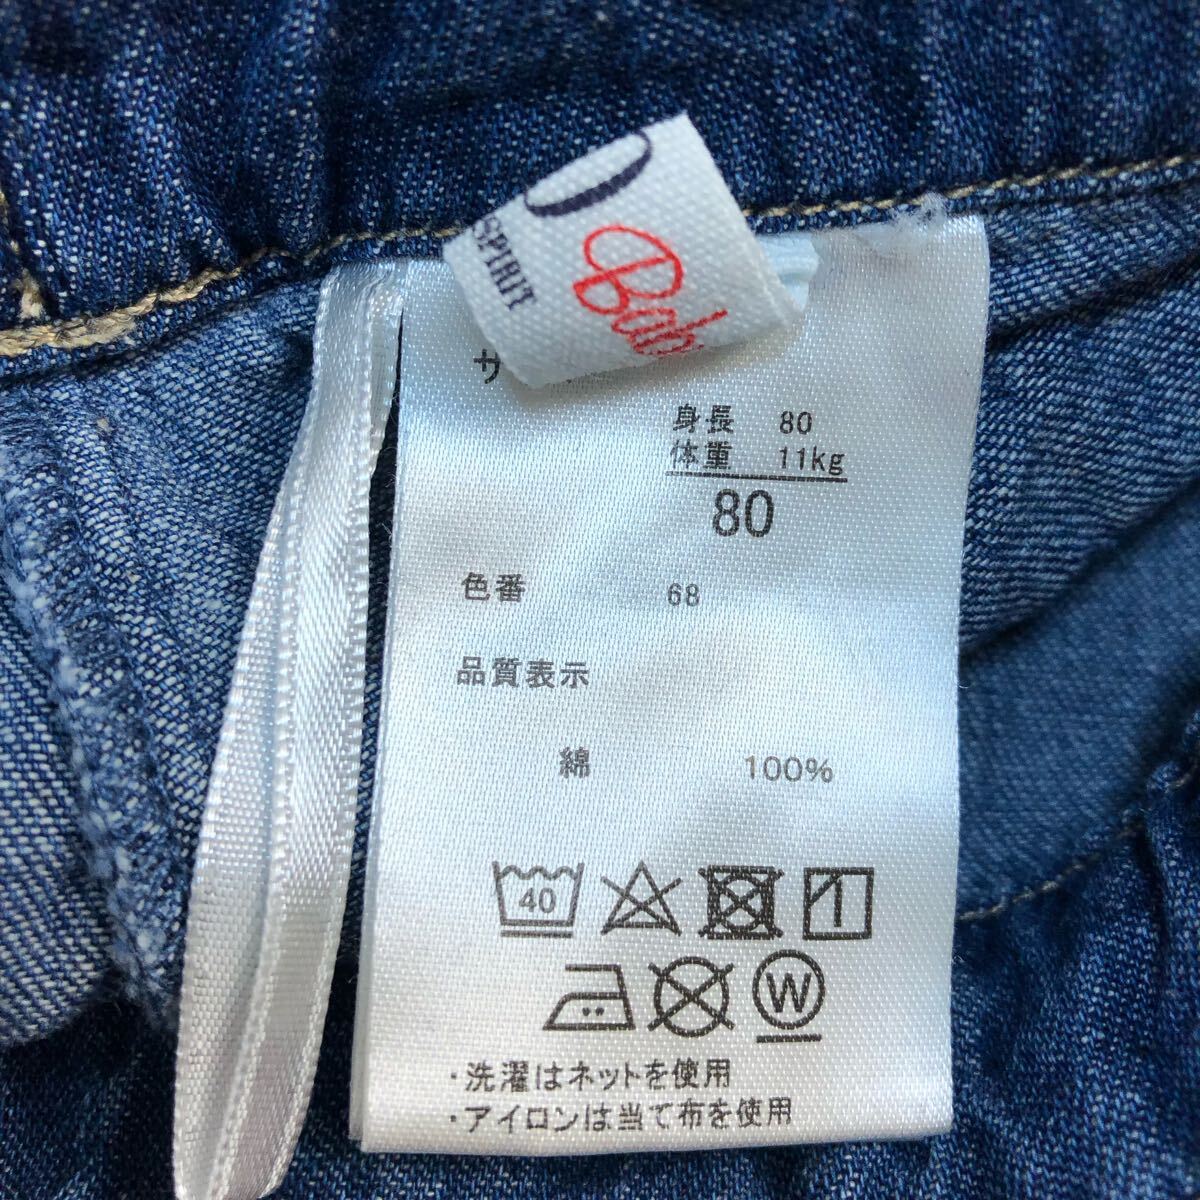 SPIRIT
サ
身長 80
体重 11kg
80
色番 68
品質表示
綿 100%
40
W
・洗濯はネットを使用
・アイロンは当て布を使用